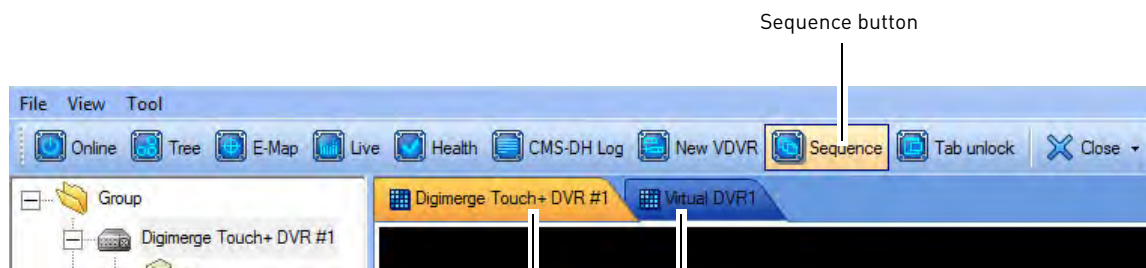 Sequence button
File View Tool
Online Tree E-Map Live Health CMS-DH Log New VDVR Sequence Tab unlock Close
Group Digimerge Touch+ DVR #1 Virtual DVR1
Digimerge Touch+ DVR #1